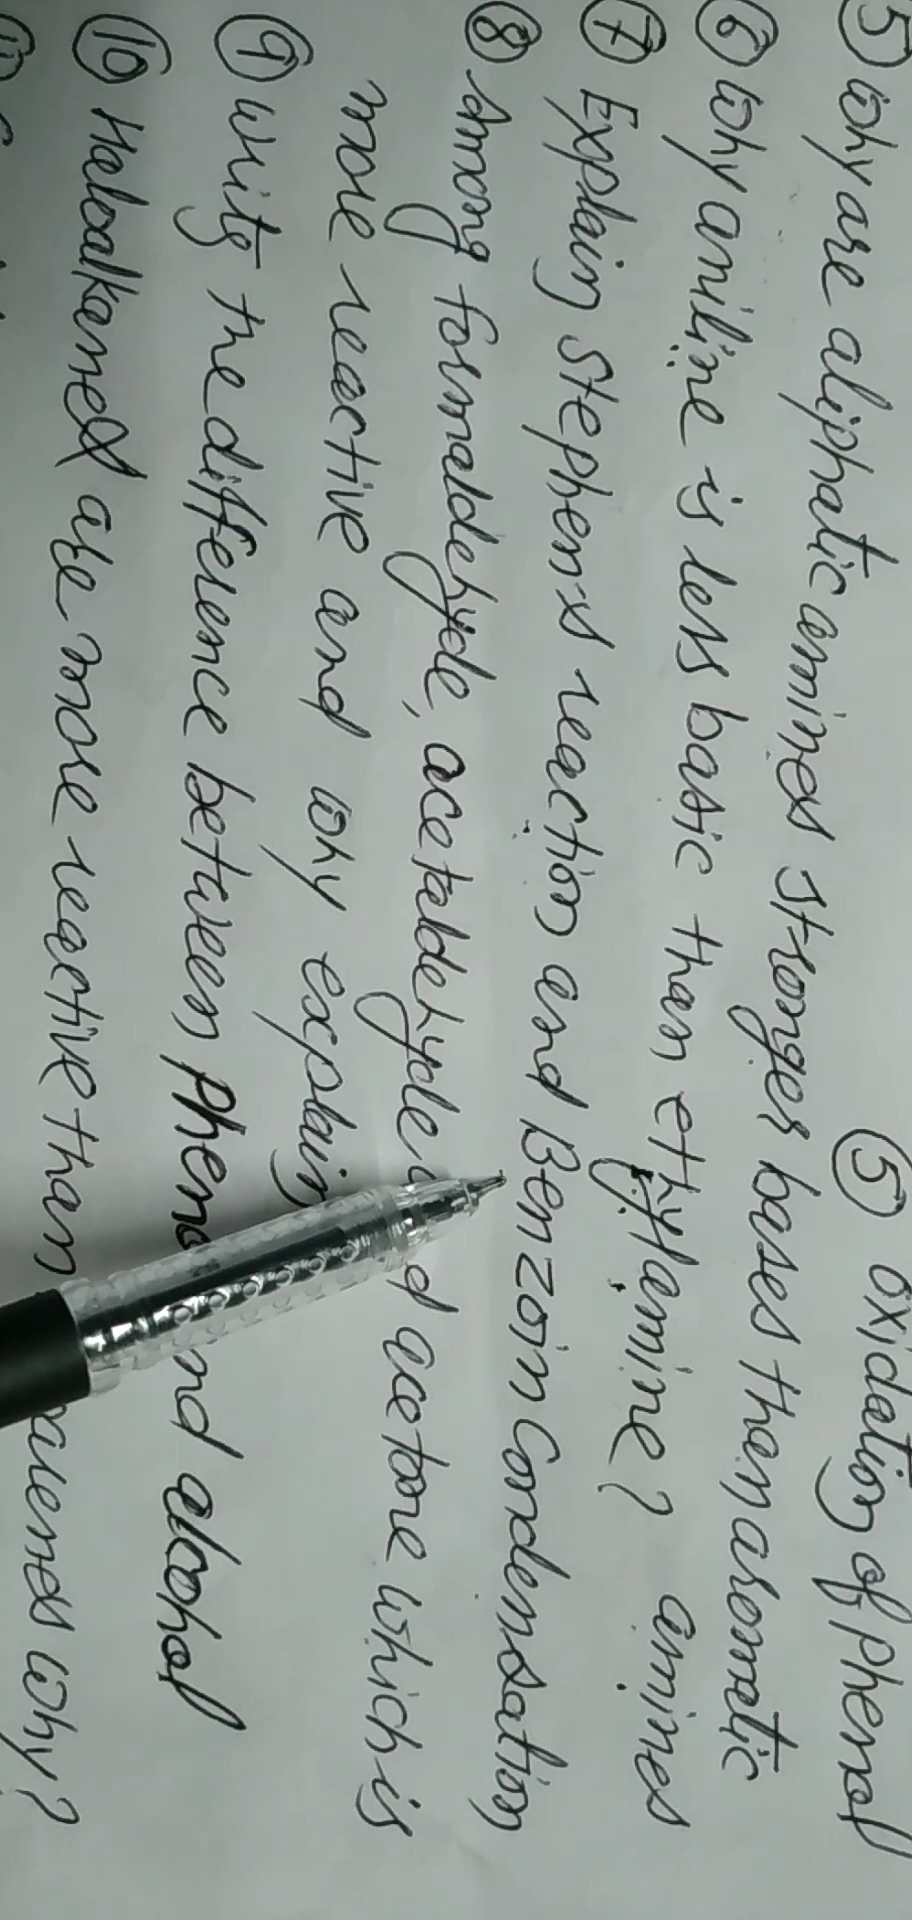 ⑤ oxidation of phenol
⑤ why are aliphatic amines stronger bases than aromatic
amines
⑥ why aniline is less basic than ethylamine?
⑦ Explain stephens reaction and Benzoin Condensation
⑧ Among formaldehyde, acetaldehyde and acetone which is
more reactive and why explain
⑨ write the difference between phenol and alcohol
⑩ Haloalkanes are more reactive than why?